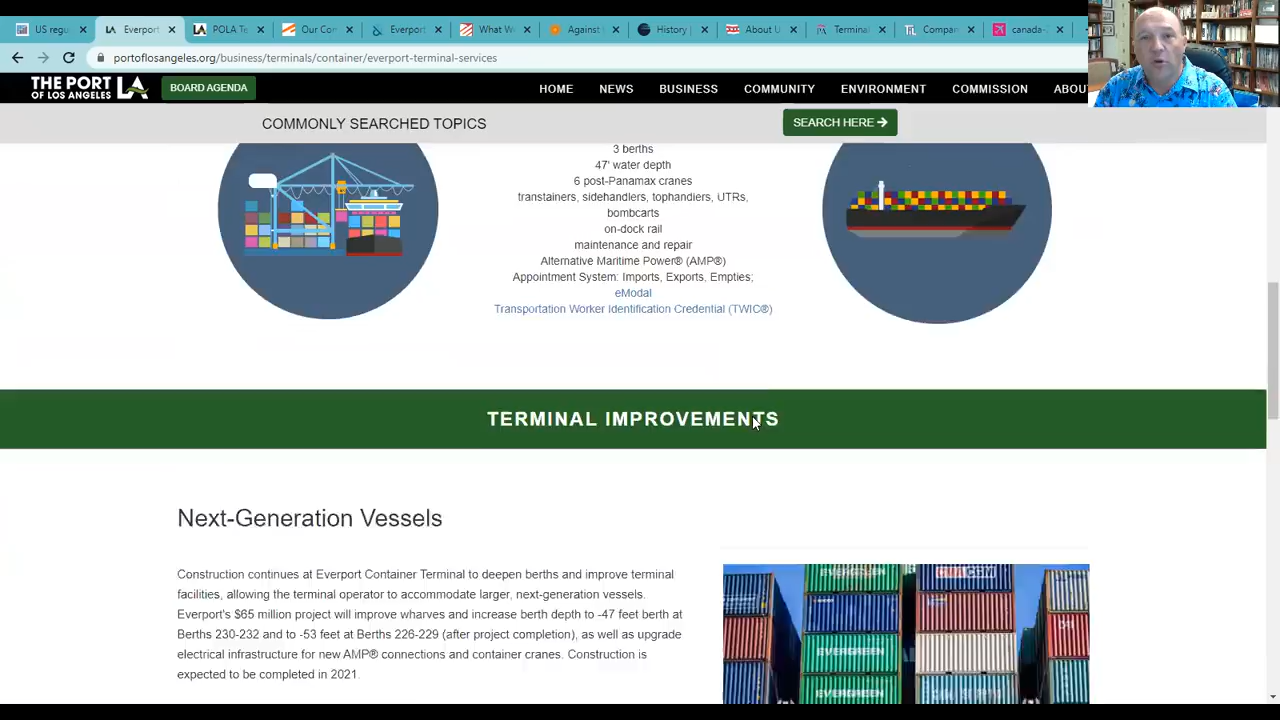 US regu
Everport
POLA Te
Our Con
Everport
What W
Against
History
About U
Terminal
Compan
canada-
portoflosangeles.org/business/terminals/container/everport-terminal-services
THE PORT
OF LOS ANGELES
LA
BOARD AGENDA
HOME
NEWS
BUSINESS
COMMUNITY
ENVIRONMENT
COMMISSION
ABOU
COMMONLY SEARCHED TOPICS
SEARCH HERE
3 berths
47' water depth
6 post-Panamax cranes
transtainers, sidehandlers, tophandlers, UTRs,
bombcarts
on-dock rail
maintenance and repair
Alternative Maritime Power® (AMP®)
Appointment System: Imports, Exports, Empties;
eModal
Transportation Worker Identification Credential (TWIC®)
TERMINAL IMPROVEMENTS
Next-Generation Vessels
Construction continues at Everport Container Terminal to deepen berths and improve terminal
facilities, allowing the terminal operator to accommodate larger, next-generation vessels.
Everport's $65 million project will improve wharves and increase berth depth to -47 feet berth at
Berths 230-232 and to -53 feet at Berths 226-229 (after project completion), as well as upgrade
electrical infrastructure for new AMP® connections and container cranes. Construction is
expected to be completed in 2021.
EVERGREEN
EVERGREEN
EVERGREEN